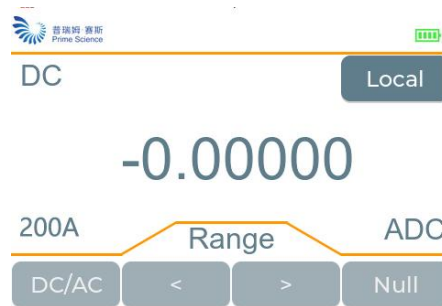 普瑞姆·赛斯
Prime Science
DC
Local
-0.00000
200A
Range
ADC
DC/AC
<
>
Null